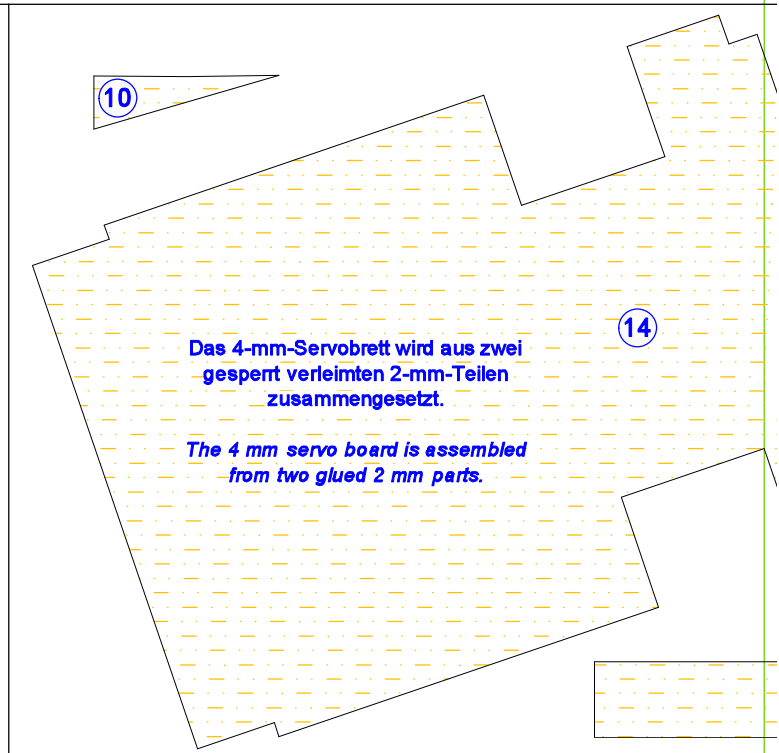 10
14
Das 4-mm-Servobrett wird aus zwei
gesperrt verleimten 2-mm-Teilen
zusammengesetzt.
The 4 mm servo board is assembled
from two glued 2 mm parts.